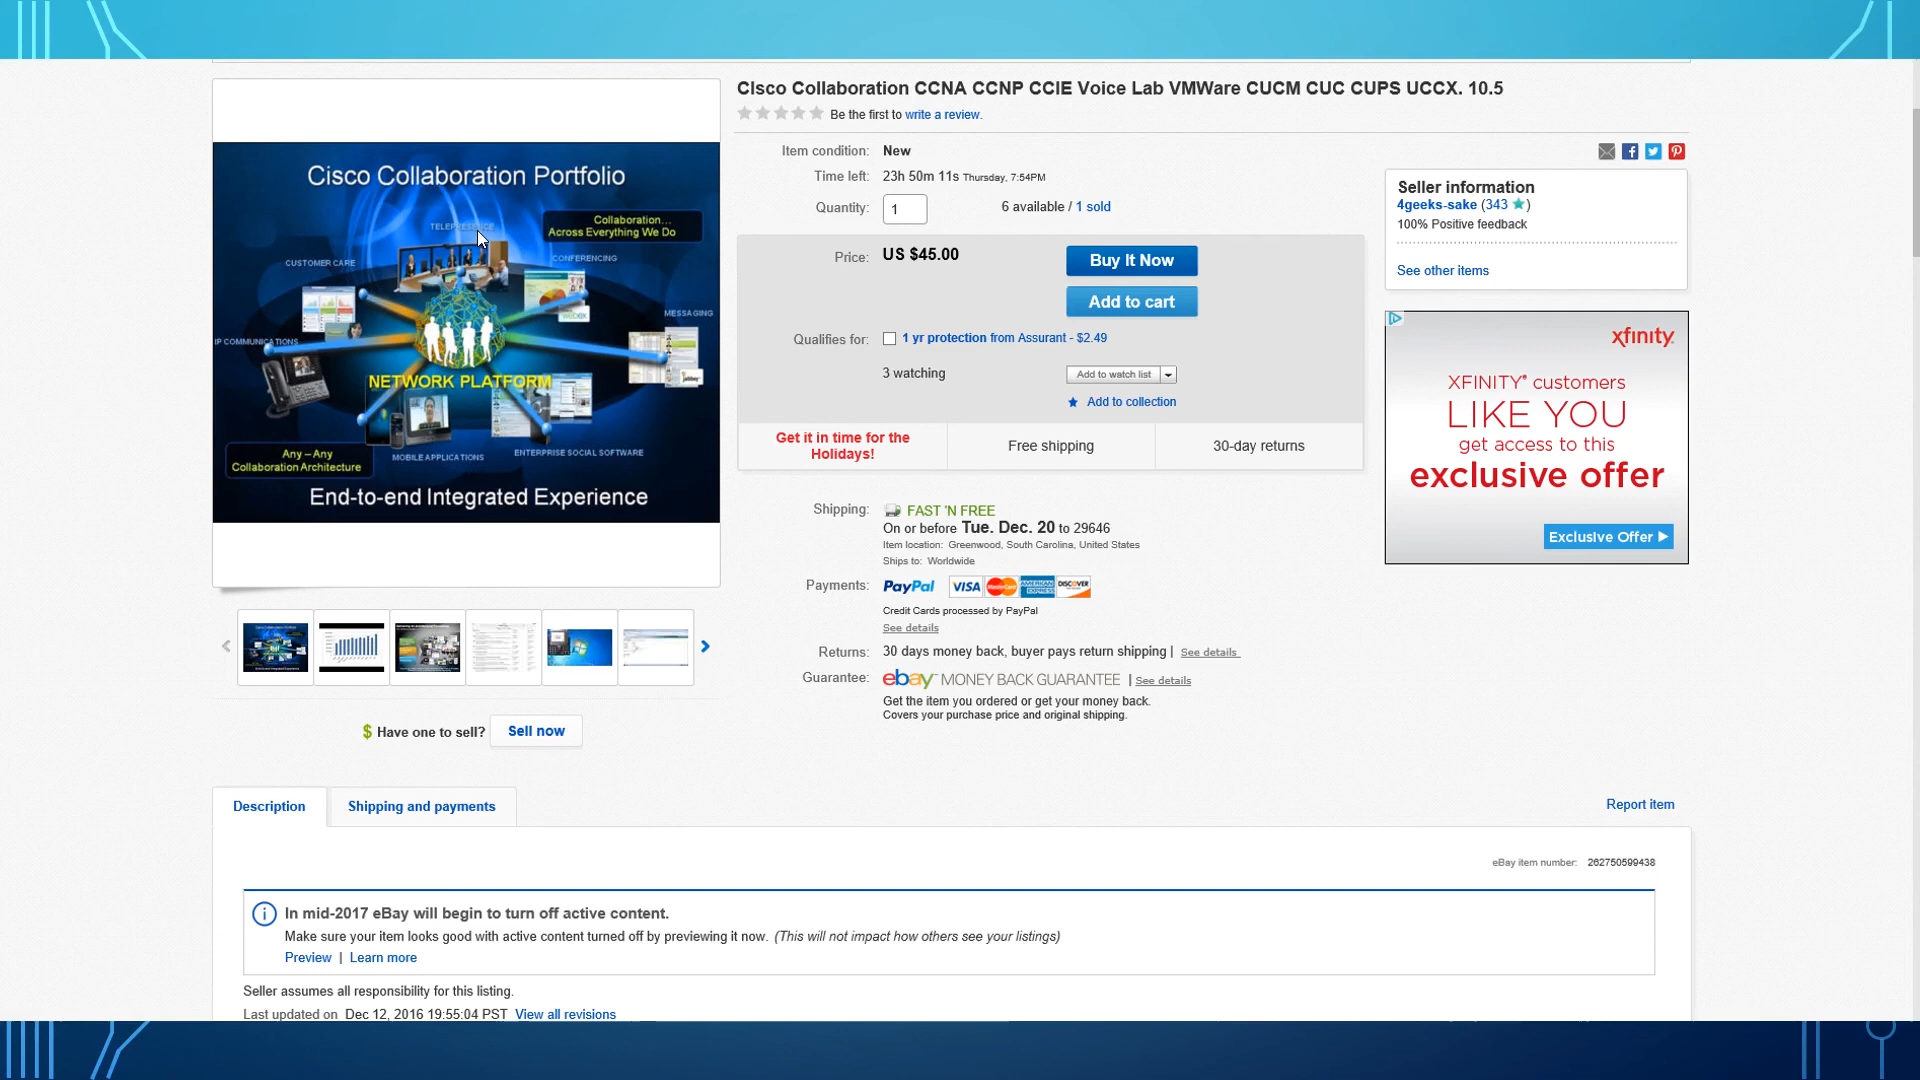 CIsco Collaboration CCNA CCNP CCIE Voice Lab VMWare CUCM CUC CUPS UCCX. 10.5
Be the first to write a review.
Item condition: New
Time left: 23h 50m 11s Thursday, 7:54PM
Quantity: 1 6 available / 1 sold
Price: US $45.00
Buy It Now
Add to cart
Qualifies for: 1 yr protection from Assurant - $2.49
3 watching
Add to watch list
Add to collection
Get it in time for the
Holidays!
Free shipping
30-day returns
Shipping: FAST 'N FREE
On or before Tue. Dec. 20 to 29646
Item location: Greenwood, South Carolina, United States
Ships to: Worldwide
Payments: PayPal VISA MasterCard AMERICAN EXPRESS DISCOVER
Credit Cards processed by PayPal
See details
Returns: 30 days money back, buyer pays return shipping | See details
Guarantee: ebay MONEY BACK GUARANTEE | See details
Get the item you ordered or get your money back.
Covers your purchase price and original shipping.
Seller information
4geeks-sake (343 )
100% Positive feedback
See other items
xfinity
XFINITY® customers
LIKE YOU
get access to this
exclusive offer
Exclusive Offer
Cisco Collaboration Portfolio
Collaboration...
Across Everything We Do
TELEPRESENCE
CUSTOMER CARE
CONFERENCING
webex
MESSAGING
IP COMMUNICATIONS
NETWORK PLATFORM
Any – Any
Collaboration Architecture
MOBILE APPLICATIONS
ENTERPRISE SOCIAL SOFTWARE
End-to-end Integrated Experience
$ Have one to sell? Sell now
Description
Shipping and payments
Report item
eBay item number: 262750599438
In mid-2017 eBay will begin to turn off active content.
Make sure your item looks good with active content turned off by previewing it now. (This will not impact how others see your listings)
Preview | Learn more
Seller assumes all responsibility for this listing.
Last updated on Dec 12, 2016 19:55:04 PST View all revisions